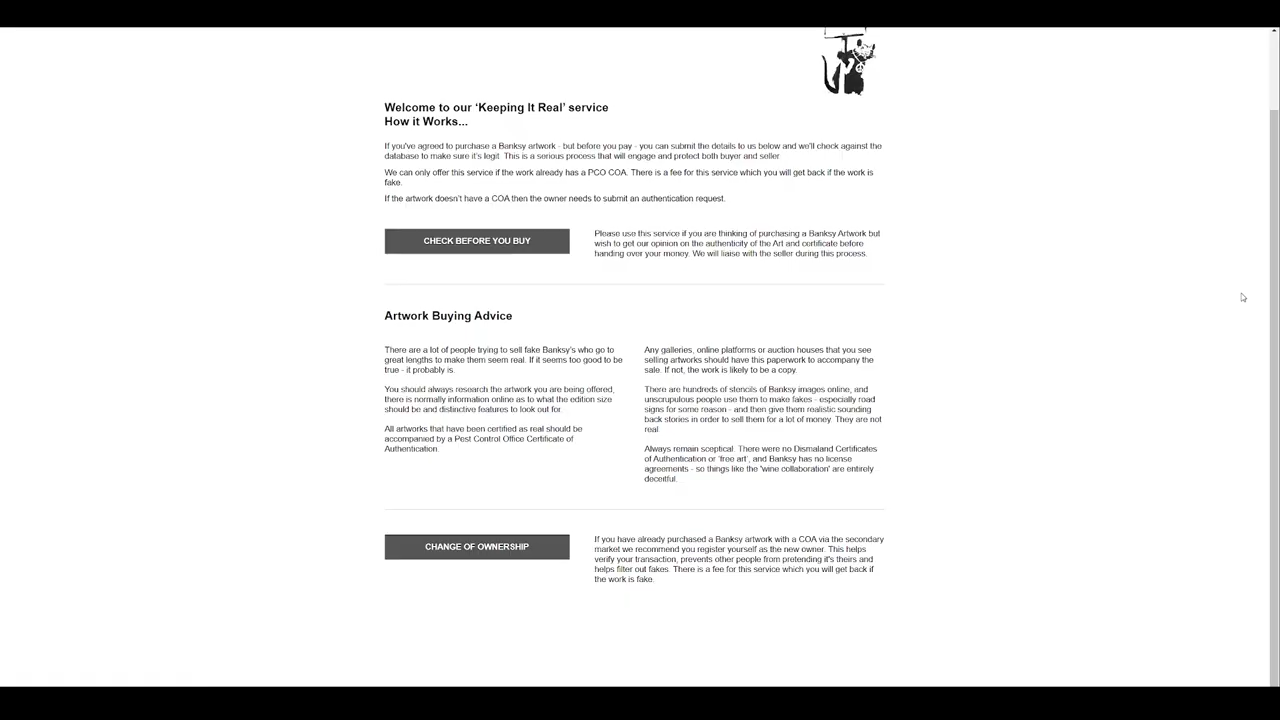 Welcome to our ‘Keeping It Real’ service
How it Works...
If you've agreed to purchase a Banksy artwork - but before you pay - you can submit the details to us below and we'll check against the
database to make sure it's legit  This is a serious process that will engage and protect both buyer and seller
We can only offer this service if the work already has a PCO COA. There is a fee for this service which you will get back if the work is
fake.
If the artwork doesn't have a COA then the owner needs to submit an authentication request.
CHECK BEFORE YOU BUY
Please use this service if you are thinking of purchasing a Banksy Artwork but
wish to get our opinion on the authenticity of the Art and certificate before
handing over your money. We will liaise with the seller during this process.
Artwork Buying Advice
There are a lot of people trying to sell fake Banksy's who go to
great lengths to make them seem real. If it seems too good to be
true - it probably is.
You should always research the artwork you are being offered,
there is normally information online as to what the edition size
should be and distinctive features to look out for.
All artworks that have been certified as real should be
accompanied by a Pest Control Office Certificate of
Authentication.
Any galleries, online platforms or auction houses that you see
selling artworks should have this paperwork to accompany the
sale. If not, the work is likely to be a copy.
There are hundreds of stencils of Banksy images online, and
unscrupulous people use them to make fakes - especially road
signs for some reason - and then give them realistic sounding
back stories in order to sell them for a lot of money. They are not
real.
Always remain sceptical. There were no Dismaland Certificates
of Authentication or 'free art', and Banksy has no license
agreements - so things like the 'wine collaboration' are entirely
deceitful.
CHANGE OF OWNERSHIP
If you have already purchased a Banksy artwork with a COA via the secondary
market we recommend you register yourself as the new owner. This helps
verify your transaction, prevents other people from pretending it's theirs and
helps filter out fakes. There is a fee for this service which you will get back if
the work is fake.